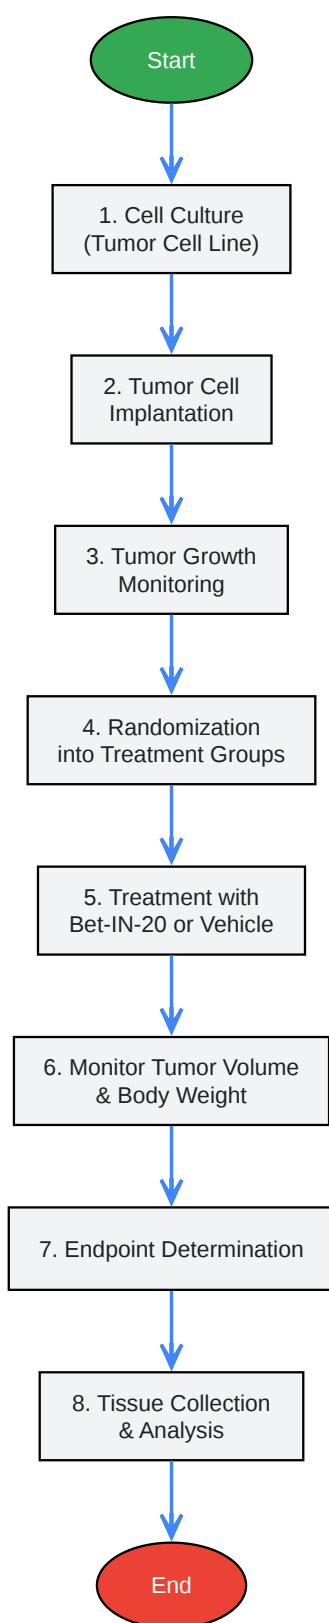 Start
1. Cell Culture
(Tumor Cell Line)
2. Tumor Cell
Implantation
3. Tumor Growth
Monitoring
4. Randomization
into Treatment Groups
5. Treatment with
Bet-IN-20 or Vehicle
6. Monitor Tumor Volume
& Body Weight
7. Endpoint Determination
8. Tissue Collection
& Analysis
End